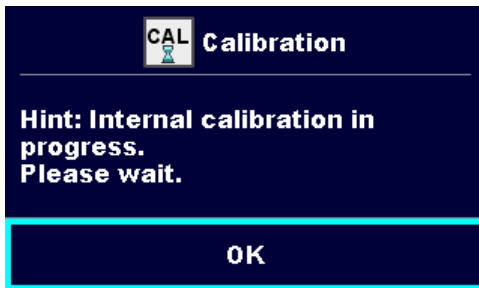 CAL Calibration
Hint: Internal calibration in
progress.
Please wait.
OK